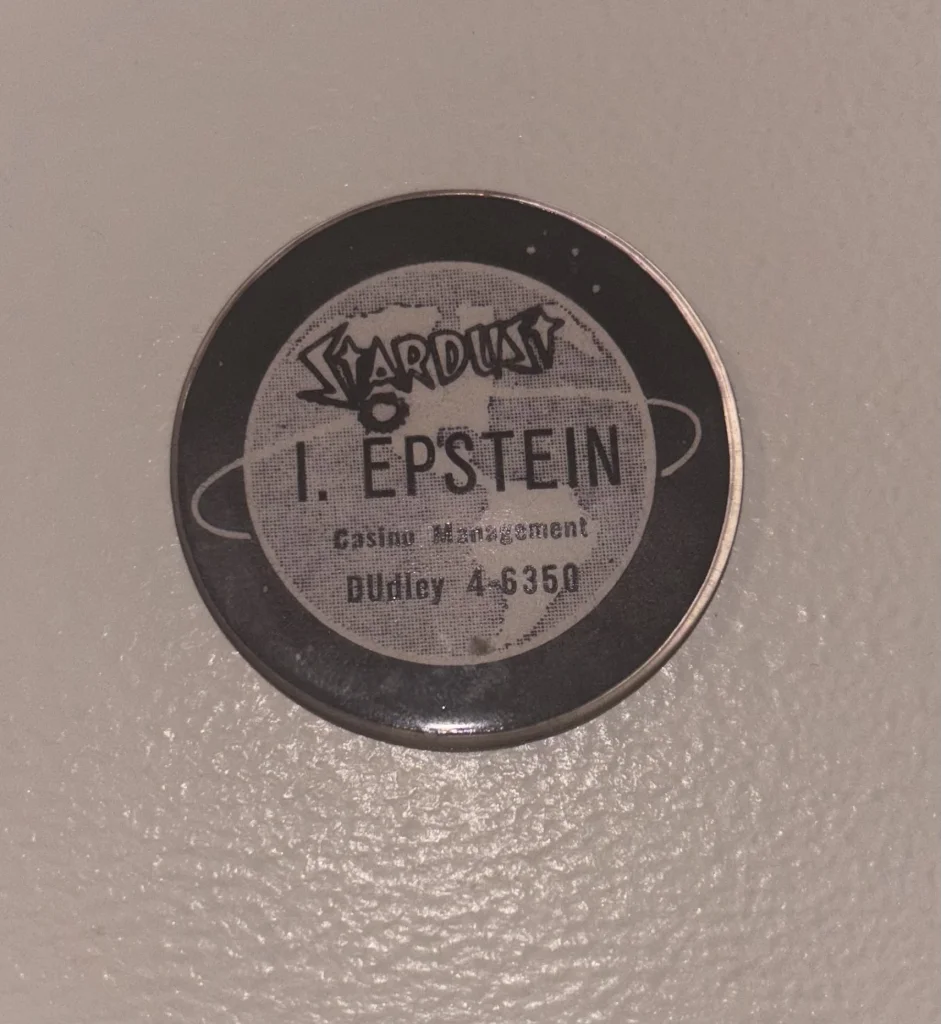 STARDUST
I. EPSTEIN
Casino Management
DUdley 4-6350